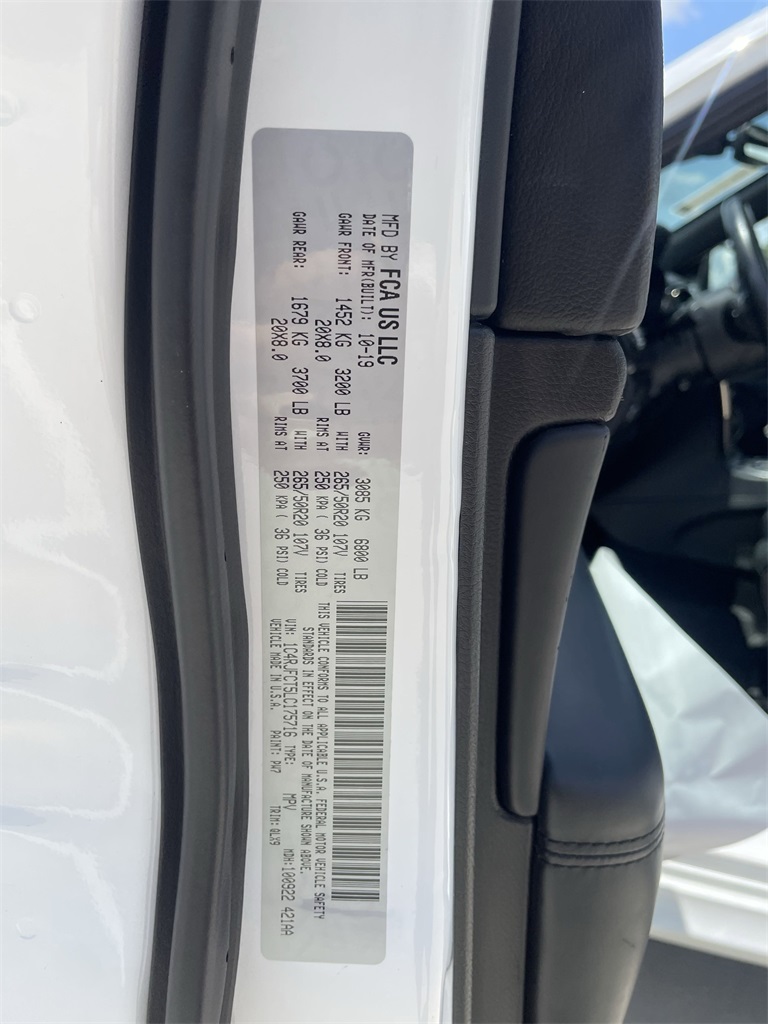 MFD BY FCA US LLC
DATE OF MFR(BUILT): 10-19 GVWR: 3085 KG 6800 LB
GAWR FRONT: 1452 KG 3200 LB WITH 265/50R20 107V TIRES
20X8.0 RIMS AT 250 KPA ( 36 PSI) COLD
GAWR REAR: 1679 KG 3700 LB WITH 265/50R20 107V TIRES
20X8.0 RIMS AT 250 KPA ( 36 PSI) COLD
THIS VEHICLE CONFORMS TO ALL APPLICABLE U.S.A. FEDERAL MOTOR VEHICLE SAFETY
STANDARDS IN EFFECT ON THE DATE OF MANUFACTURE SHOWN ABOVE.
VIN: 1C4RJFCT5LC175716 TYPE: MPV MDH:100922 421AA
VEHICLE MADE IN U.S.A. PAINT: PW7 TRIM: QLX9